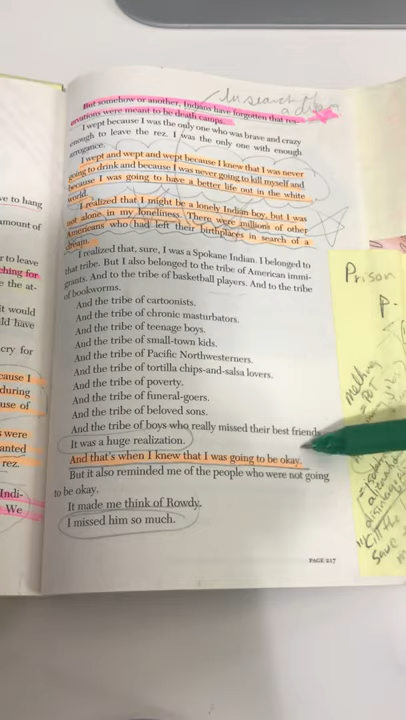 In search of
a dream
But somehow or another, Indians have forgotten that res-
ervations were meant to be death camps.
I wept because I was the only one who was brave and crazy
enough to leave the rez. I was the only one with enough
arrogance.
I wept and wept and wept because I knew that I was never
going to drink and because I was never going to kill myself and
because I was going to have a better life out in the white
world.
I realized that I might be a lonely Indian boy, but I was
not alone in my loneliness. There were millions of other
Americans who had left their birthplaces in search of a
dream.
I realized that, sure, I was a Spokane Indian. I belonged to
that tribe. But I also belonged to the tribe of American immi-
grants. And to the tribe of basketball players. And to the tribe
of bookworms.
And the tribe of cartoonists.
And the tribe of chronic masturbators.
And the tribe of teenage boys.
And the tribe of small-town kids.
And the tribe of Pacific Northwesterners.
And the tribe of tortilla chips-and-salsa lovers.
And the tribe of poverty.
And the tribe of funeral-goers.
And the tribe of beloved sons.
And the tribe of boys who really missed their best friends.
It was a huge realization.
And that's when I knew that I was going to be okay.
But it also reminded me of the people who were not going
to be okay.
It made me think of Rowdy.
I missed him so much.
PAGE 217
ve to hang
amount of
r to leave
ching for
e the at-
it would
ld have
cry for
cause I
during
use of
s were
anted
rez.
Indi-
We
Prison
P.
melting
POT
"Kill the
save